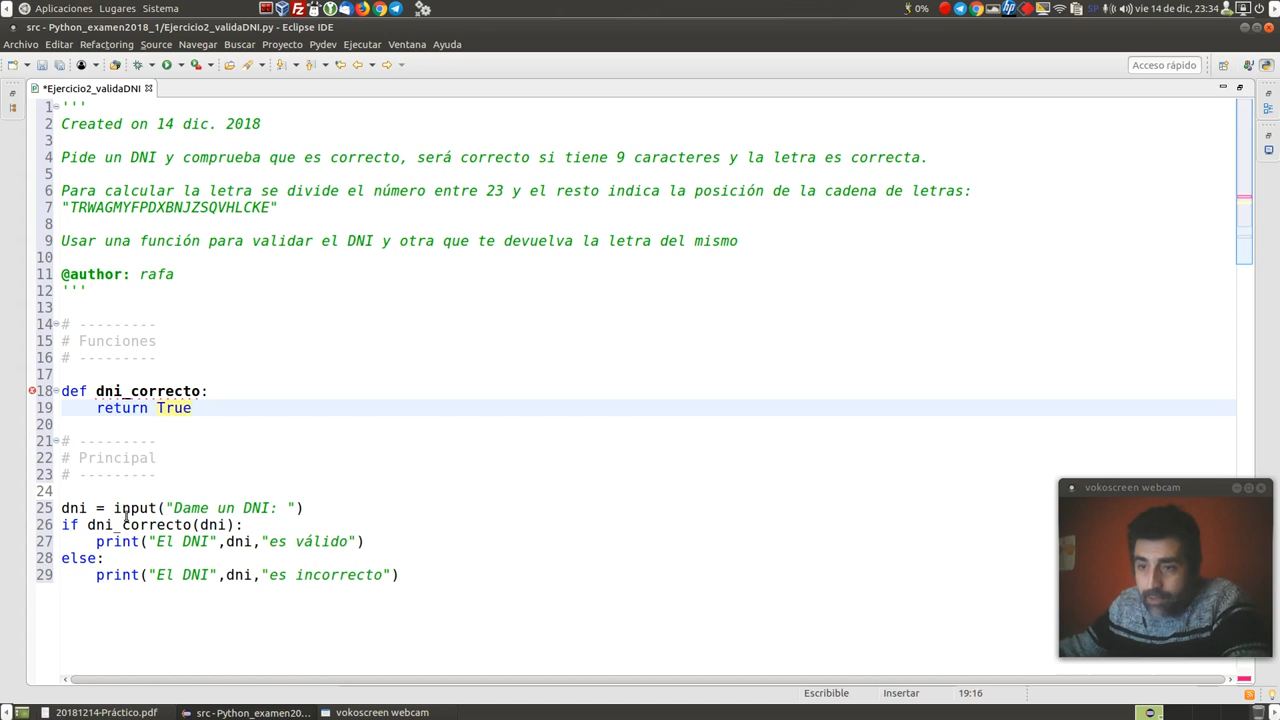 Aplicaciones Lugares Sistema
0% SP vie 14 de dic, 23:34
src - Python_examen2018_1/Ejercicio2_validaDNI.py - Eclipse IDE
Archivo Editar Refactoring Source Navegar Buscar Proyecto Pydev Ejecutar Ventana Ayuda
Acceso rápido
*Ejercicio2_validaDNI
1 '''
2 Created on 14 dic. 2018
3
4 Pide un DNI y comprueba que es correcto, será correcto si tiene 9 caracteres y la letra es correcta.
5
6 Para calcular la letra se divide el número entre 23 y el resto indica la posición de la cadena de letras:
7 "TRWAGMYFPDXBNJZSQVHLCKE"
8
9 Usar una función para validar el DNI y otra que te devuelva la letra del mismo
10
11 @author: rafa
12 '''
13
14 # ---------
15 # Funciones
16 # ---------
17
18 def dni_correcto:
19     return True
20
21 # ---------
22 # Principal
23 # ---------
24
25 dni = input("Dame un DNI: ")
26 if dni_correcto(dni):
27     print("El DNI",dni,"es válido")
28 else:
29     print("El DNI",dni,"es incorrecto")
vokoscreen webcam
Escribible Insertar 19:16
20181214-Práctico.pdf src - Python_examen20... vokoscreen webcam